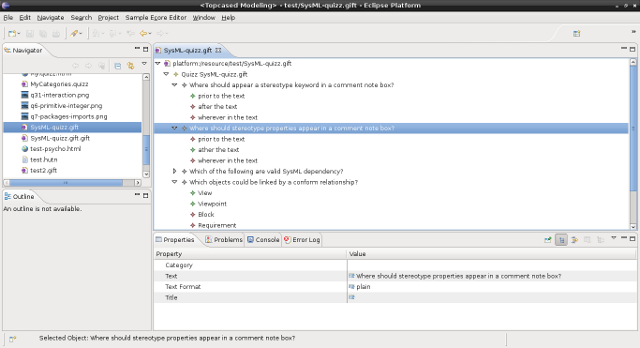 <Topcased Modeling> - test/SysML-quizz.gift - Eclipse Platform
File Edit Navigate Search Project Sample Ecore Editor Window Help
Navigator
MyCategories.quizz
q31-interaction.png
q6-primitive-integer.png
q7-packages-imports.png
SysML-quizz.gift
SysML-quizz.gift.gift
test-psycho.html
test.hutn
test2.gift
Outline
An outline is not available.
SysML-quizz.gift
platform:/resource/test/SysML-quizz.gift
Quizz SysML-quizz.gift
Where should appear a stereotype keyword in a comment note box?
prior to the text
after the text
wherever in the text
Where should stereotype properties appear in a comment note box?
prior to the text
ather the text
wherever in the text
Which of the following are valid SysML dependency?
Which objects could be linked by a conform relationship?
View
Viewpoint
Block
Requirement
Properties Problems Console Error Log
Property Value
Category
Text Where should stereotype properties appear in a comment note box?
Text Format plain
Title
Selected Object: Where should stereotype properties appear in a comment note box?